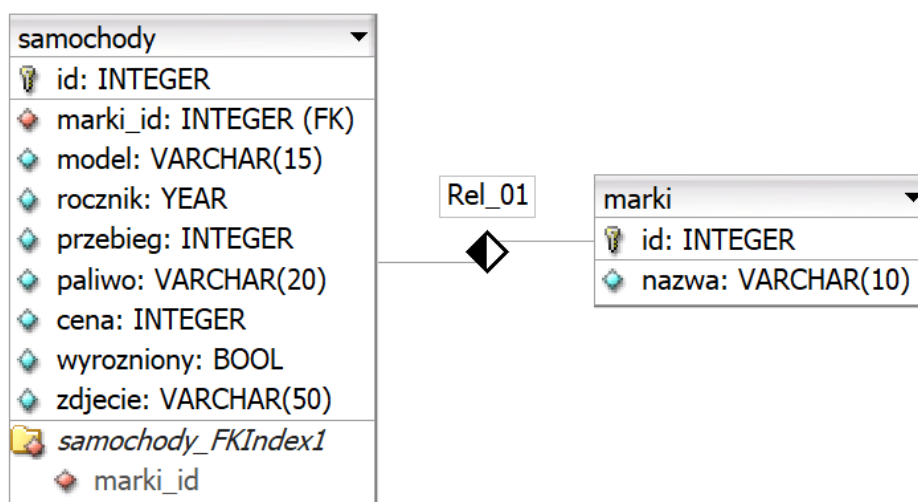 samochody
id: INTEGER
marki_id: INTEGER (FK)
model: VARCHAR(15)
rocznik: YEAR
przebieg: INTEGER
paliwo: VARCHAR(20)
cena: INTEGER
wyrozniony: BOOL
zdjecie: VARCHAR(50)
samochody_FKIndex1
marki_id
Rel_01
marki
id: INTEGER
nazwa: VARCHAR(10)